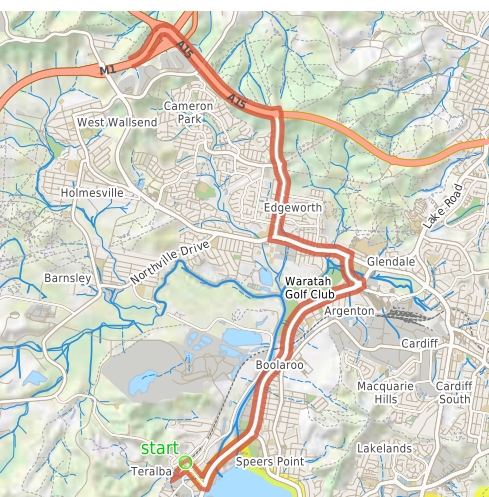 A15
M1
A15
Cameron
Park
West Wallsend
Lake Road
Holmesville
Edgeworth
Northville Drive
Glendale
Barnsley
Waratah
Golf Club
Argenton
Cardiff
Boolaroo
Macquarie
Hills
Cardiff
South
start
Lakelands
Teralba
Speers Point